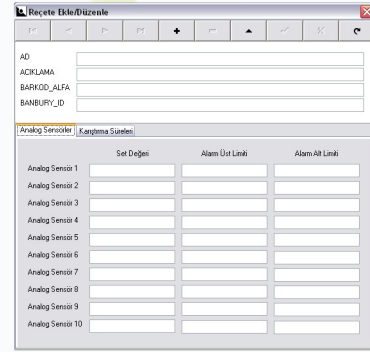 Reçete Ekle/Düzenle
AD
ACIKLAMA
BARKOD_ALFA
BANBURY_ID
Analog Sensörler Karıştırma Süreleri
Set Değeri Alarm Üst Limiti Alarm Alt Limiti
Analog Sensör 1
Analog Sensör 2
Analog Sensör 3
Analog Sensör 4
Analog Sensör 5
Analog Sensör 6
Analog Sensör 7
Analog Sensör 8
Analog Sensör 9
Analog Sensör 10